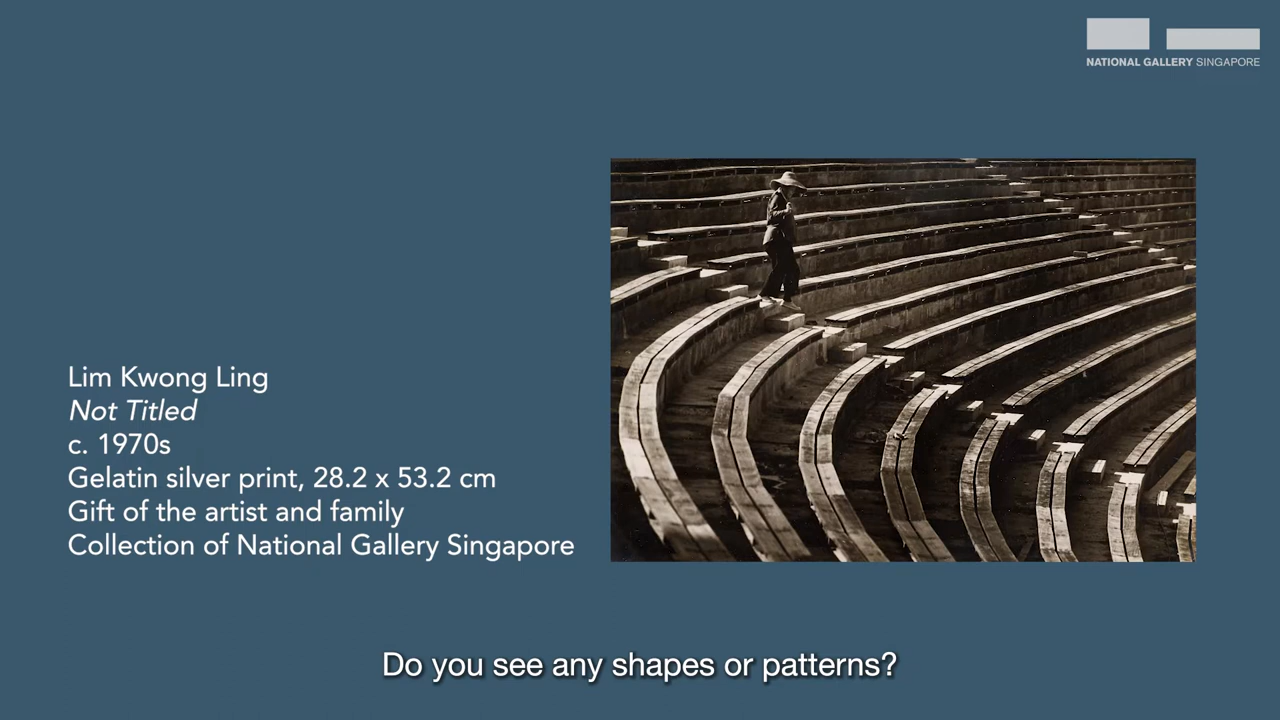 NATIONAL GALLERY SINGAPORE
Lim Kwong Ling
Not Titled
c. 1970s
Gelatin silver print, 28.2 x 53.2 cm
Gift of the artist and family
Collection of National Gallery Singapore
Do you see any shapes or patterns?